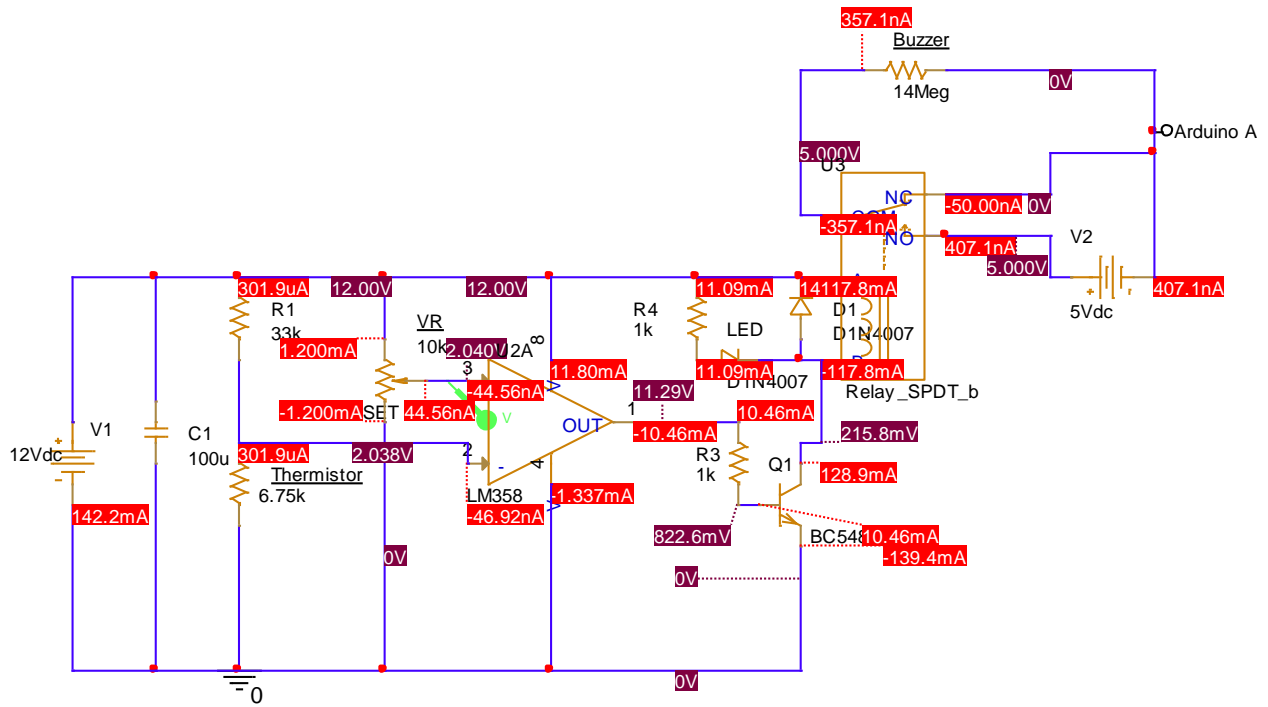 357.1nA
Buzzer
0V
14Meg
Arduino A
5.000V
U3
NC
-50.00nA
0V
-357.1nA
NO
407.1nA
V2
5.000V
407.1nA
5Vdc
301.9uA
12.00V
12.00V
11.09mA
14117.8mA
R1
33k
VR
10k
R4
1k
LED
D1
D1N4007
1.200mA
2.040V
U2A
8
3
-44.56nA
11.80mA
V
11.09mA
-117.8mA
D1N4007
Relay_SPDT_b
11.29V
-1.200mA
SET
44.56nA
V
OUT
1
-10.46mA
10.46mA
V1
12Vdc
C1
100u
301.9uA
2.038V
2
-
4
215.8mV
R3
1k
Q1
128.9mA
Thermistor
6.75k
LM358
-46.92nA
-1.337mA
V
142.2mA
822.6mV
BC548
10.46mA
-139.4mA
0V
0V
0V
0